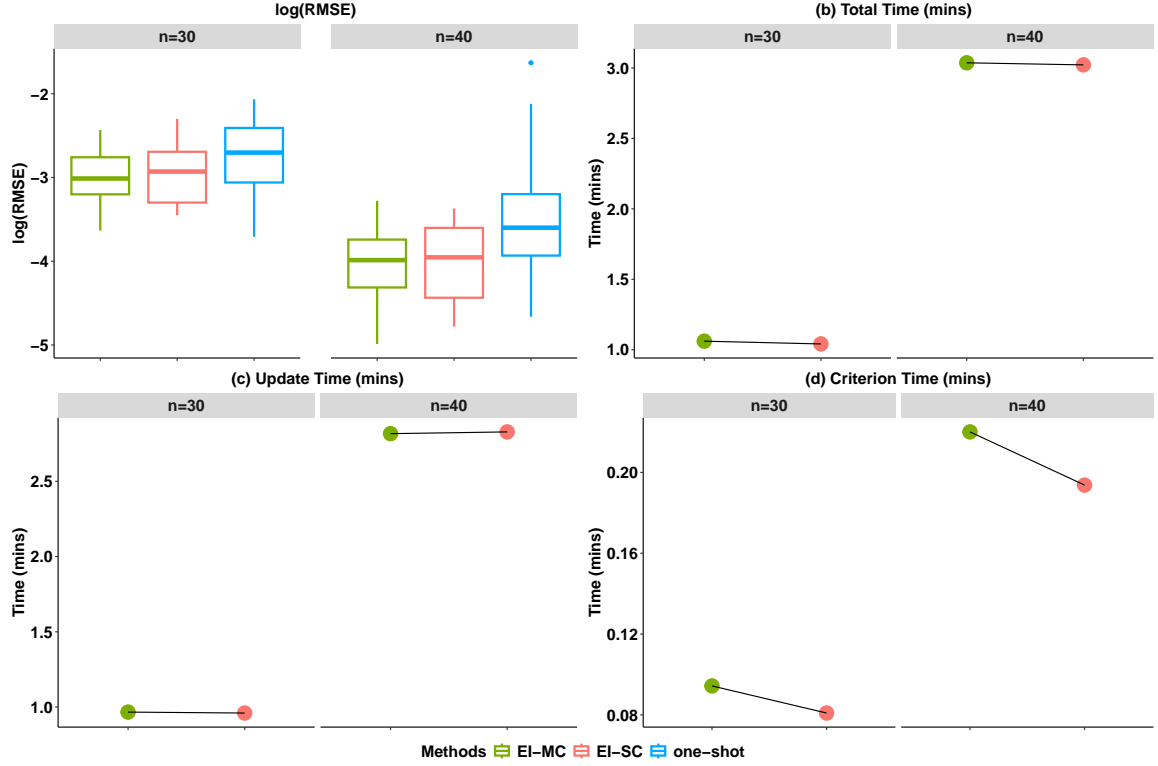 log(RMSE)
n=30
n=40
log(RMSE)
−2
−3
−4
−5
(b) Total Time (mins)
n=30
n=40
Time (mins)
3.0
2.5
2.0
1.5
1.0
(c) Update Time (mins)
n=30
n=40
Time (mins)
2.5
2.0
1.5
1.0
(d) Criterion Time (mins)
n=30
n=40
Time (mins)
0.20
0.16
0.12
0.08
Methods EI−MC EI−SC one−shot